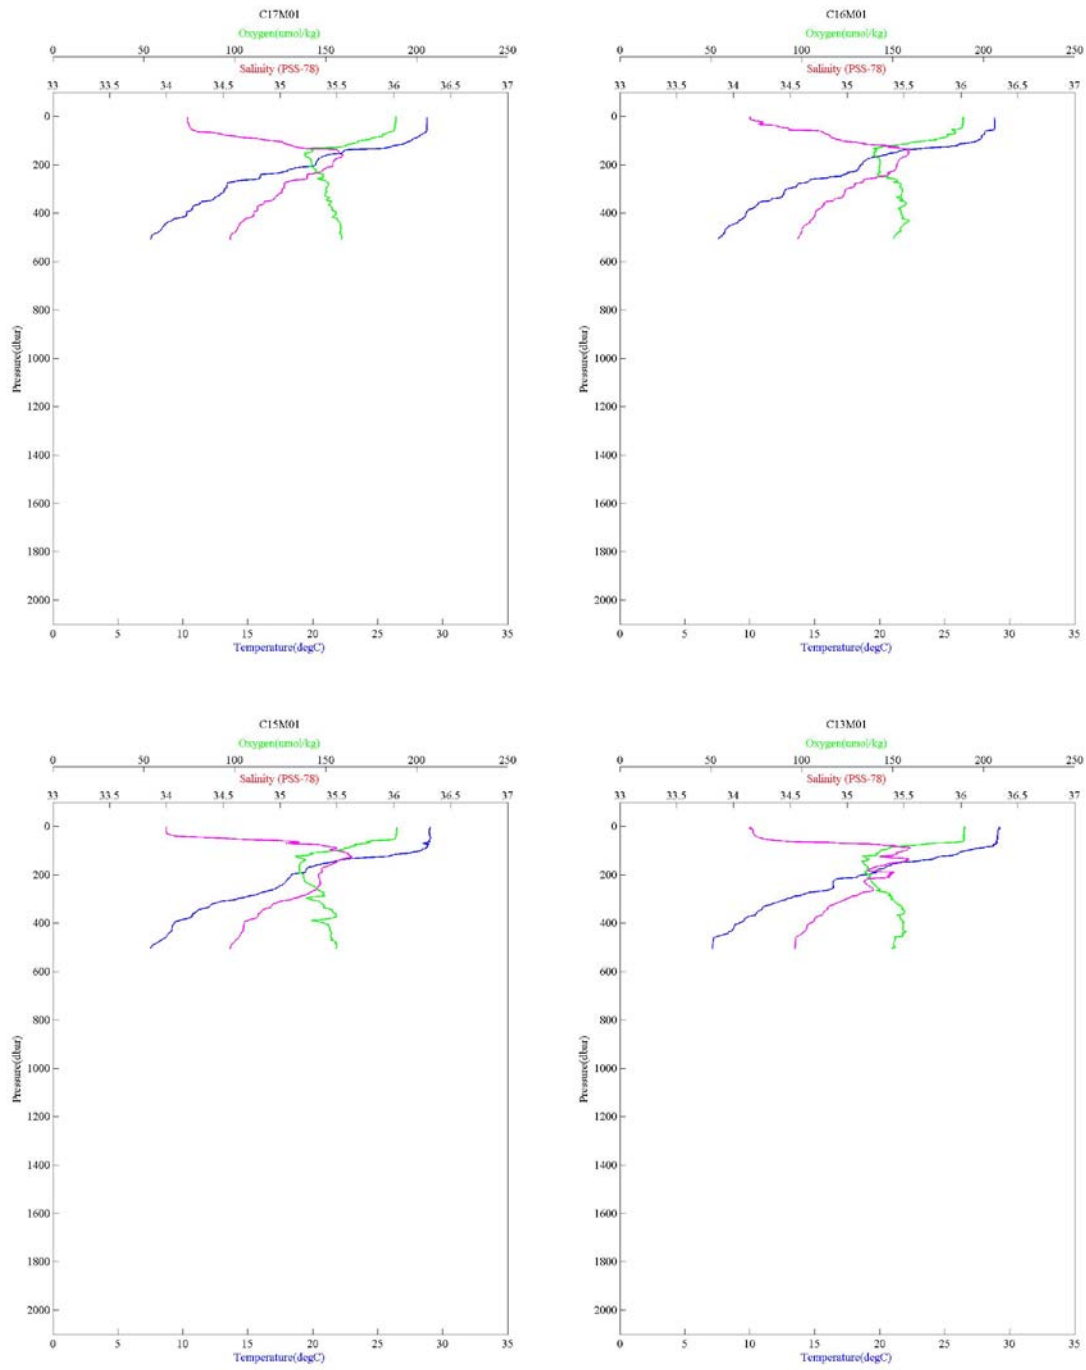 C17M01
Oxygen(umol/kg)
0 50 100 150 200 250
Salinity (PSS-78)
33 33.5 34 34.5 35 35.5 36 36.5 37
0
200
400
600
800
1000
1200
1400
1600
1800
2000
Pressure(dbar)
0 5 10 15 20 25 30 35
Temperature(degC)
C16M01
Oxygen(umol/kg)
0 50 100 150 200 250
Salinity (PSS-78)
33 33.5 34 34.5 35 35.5 36 36.5 37
0
200
400
600
800
1000
1200
1400
1600
1800
2000
Pressure(dbar)
0 5 10 15 20 25 30 35
Temperature(degC)
C15M01
Oxygen(umol/kg)
0 50 100 150 200 250
Salinity (PSS-78)
33 33.5 34 34.5 35 35.5 36 36.5 37
0
200
400
600
800
1000
1200
1400
1600
1800
2000
Pressure(dbar)
0 5 10 15 20 25 30 35
Temperature(degC)
C13M01
Oxygen(umol/kg)
0 50 100 150 200 250
Salinity (PSS-78)
33 33.5 34 34.5 35 35.5 36 36.5 37
0
200
400
600
800
1000
1200
1400
1600
1800
2000
Pressure(dbar)
0 5 10 15 20 25 30 35
Temperature(degC)